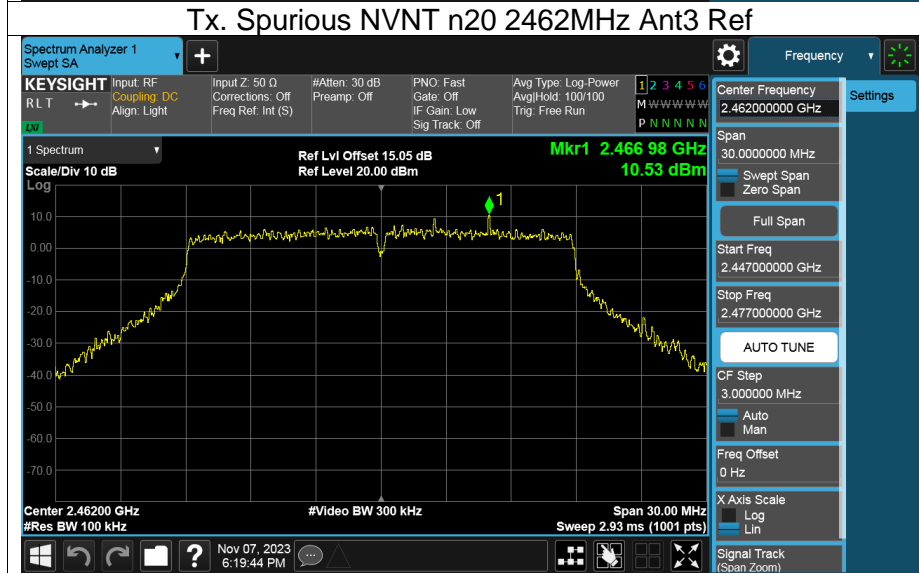 Tx. Spurious NVNT n20 2462MHz Ant3 Ref
Spectrum Analyzer 1
Swept SA
+
Frequency
KEYSIGHT
R L T
LXI
Input: RF
Coupling: DC
Align: Light
Input Z: 50 Ω
Corrections: Off
Freq Ref: Int (S)
#Atten: 30 dB
Preamp: Off
PNO: Fast
Gate: Off
IF Gain: Low
Sig Track: Off
Avg Type: Log-Power
Avg|Hold: 100/100
Trig: Free Run
1 2 3 4 5 6
M W W W W W
P N N N N N
1 Spectrum
Scale/Div 10 dB
Log
Ref Lvl Offset 15.05 dB
Ref Level 20.00 dBm
Mkr1 2.466 98 GHz
10.53 dBm
1
10.0
0.00
-10.0
-20.0
-30.0
-40.0
-50.0
-60.0
-70.0
Center 2.46200 GHz
#Res BW 100 kHz
#Video BW 300 kHz
Span 30.00 MHz
Sweep 2.93 ms (1001 pts)
?
Nov 07, 2023
6:19:44 PM
Center Frequency
2.462000000 GHz
Settings
Span
30.0000000 MHz
Swept Span
Zero Span
Full Span
Start Freq
2.447000000 GHz
Stop Freq
2.477000000 GHz
AUTO TUNE
CF Step
3.000000 MHz
Auto
Man
Freq Offset
0 Hz
X Axis Scale
Log
Lin
Signal Track
(Span Zoom)